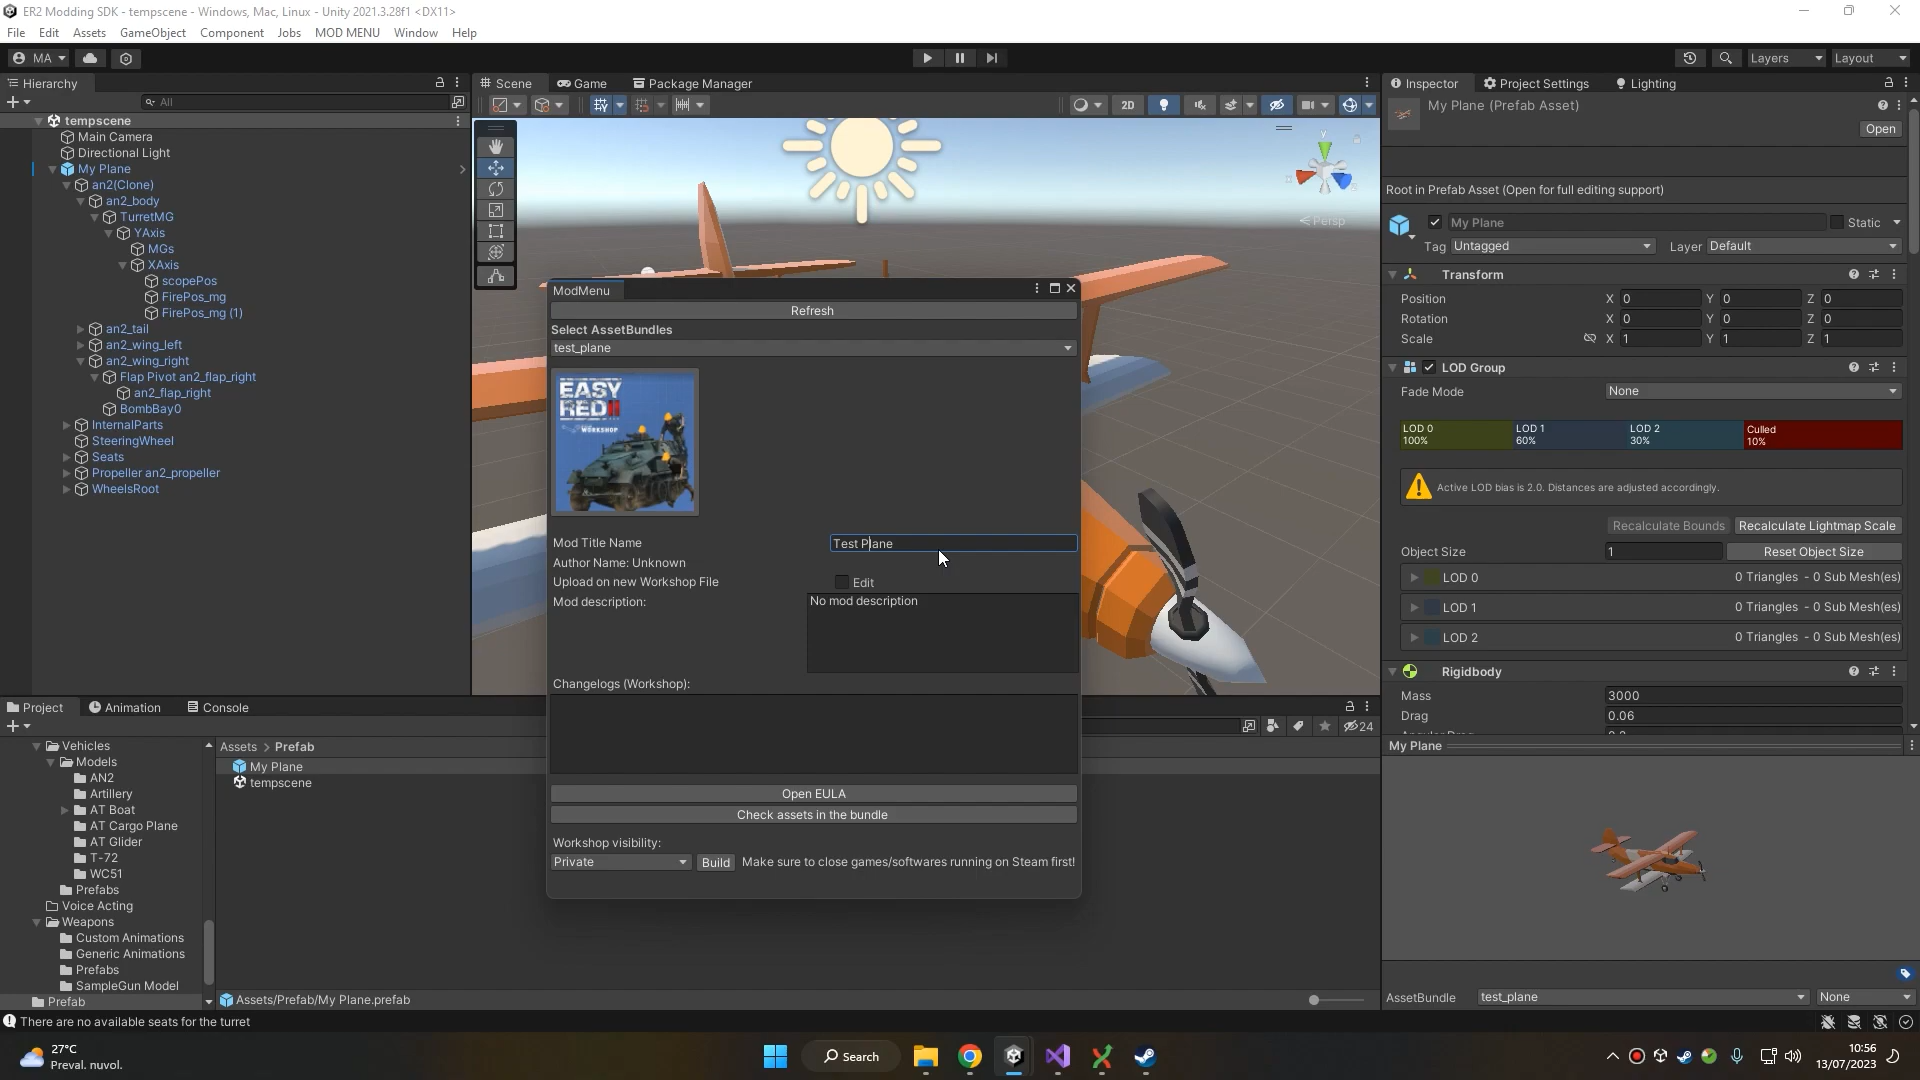 ER2 Modding SDK - tempscene - Windows, Mac, Linux - Unity 2021.3.28f1 <DX11>
File Edit Assets GameObject Component Jobs MOD MENU Window Help
MA
Layers
Layout
Hierarchy
All
tempscene
Main Camera
Directional Light
My Plane
an2(Clone)
an2_body
TurretMG
YAxis
MGs
XAxis
scopePos
FirePos_mg
FirePos_mg (1)
an2_tail
an2_wing_left
an2_wing_right
Flap Pivot an2_flap_right
an2_flap_right
BombBay0
InternalParts
SteeringWheel
Seats
Propeller an2_propeller
WheelsRoot
Scene
Game
Package Manager
2D
y
< Persp
ModMenu
Refresh
Select AssetBundles
test_plane
EASY
RED II
WORKSHOP
Mod Title Name
Test Plane
Author Name: Unknown
Upload on new Workshop File
Edit
Mod description:
No mod description
Changelogs (Workshop):
Open EULA
Check assets in the bundle
Workshop visibility:
Private
Build
Make sure to close games/softwares running on Steam first!
Inspector
Project Settings
Lighting
My Plane (Prefab Asset)
Open
Root in Prefab Asset (Open for full editing support)
My Plane
Static
Tag Untagged
Layer Default
Transform
Position X 0 Y 0 Z 0
Rotation X 0 Y 0 Z 0
Scale X 1 Y 1 Z 1
LOD Group
Fade Mode None
LOD 0
100%
LOD 1
60%
LOD 2
30%
Culled
10%
Active LOD bias is 2.0. Distances are adjusted accordingly.
Recalculate Bounds
Recalculate Lightmap Scale
Object Size 1
Reset Object Size
LOD 0 0 Triangles - 0 Sub Mesh(es)
LOD 1 0 Triangles - 0 Sub Mesh(es)
LOD 2 0 Triangles - 0 Sub Mesh(es)
Rigidbody
Mass 3000
Drag 0.06
My Plane
AssetBundle test_plane None
Project
Animation
Console
24
Vehicles
Models
AN2
Artillery
AT Boat
AT Cargo Plane
AT Glider
T-72
WC51
Prefabs
Voice Acting
Weapons
Custom Animations
Generic Animations
Prefabs
SampleGun Model
Prefab
Assets > Prefab
My Plane
tempscene
Assets/Prefab/My Plane.prefab
There are no available seats for the turret
27°C
Preval. nuvol.
Search
10:56
13/07/2023